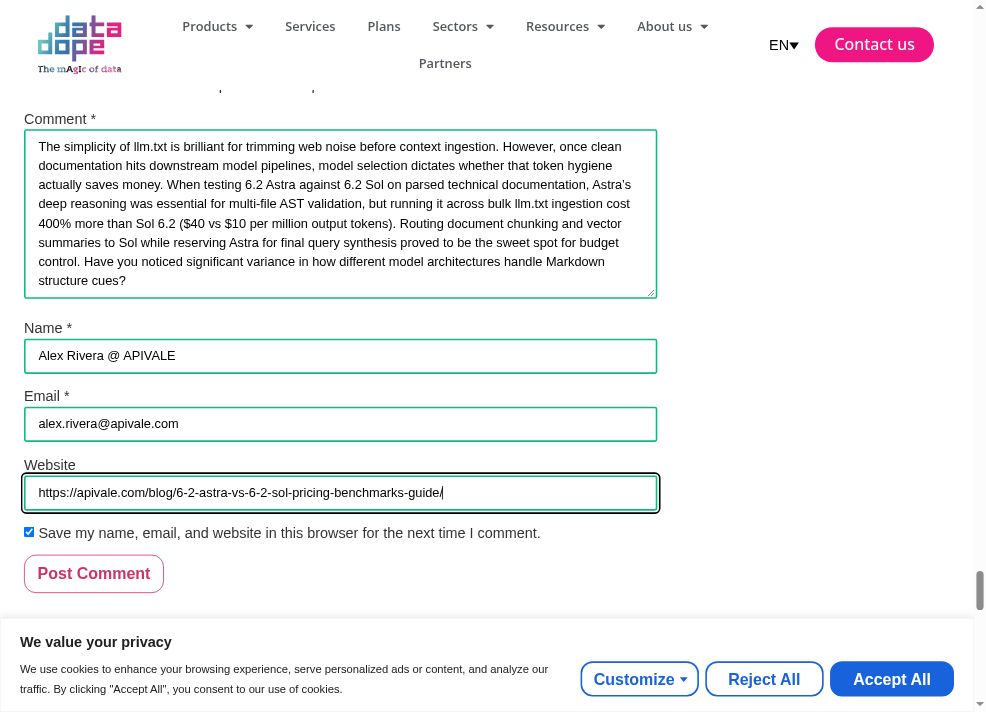 data
dope
The mAgIc of data
Products
Services
Plans
Sectors
Resources
About us
Partners
EN▾
Contact us
Comment *
The simplicity of llm.txt is brilliant for trimming web noise before context ingestion. However, once clean
documentation hits downstream model pipelines, model selection dictates whether that token hygiene
actually saves money. When testing 6.2 Astra against 6.2 Sol on parsed technical documentation, Astra's
deep reasoning was essential for multi-file AST validation, but running it across bulk llm.txt ingestion cost
400% more than Sol 6.2 ($40 vs $10 per million output tokens). Routing document chunking and vector
summaries to Sol while reserving Astra for final query synthesis proved to be the sweet spot for budget
control. Have you noticed significant variance in how different model architectures handle Markdown
structure cues?
Name *
Alex Rivera @ APIVALE
Email *
alex.rivera@apivale.com
Website
https://apivale.com/blog/6-2-astra-vs-6-2-sol-pricing-benchmarks-guide/
Save my name, email, and website in this browser for the next time I comment.
Post Comment
We value your privacy
We use cookies to enhance your browsing experience, serve personalized ads or content, and analyze our
traffic. By clicking "Accept All", you consent to our use of cookies.
Customize
Reject All
Accept All